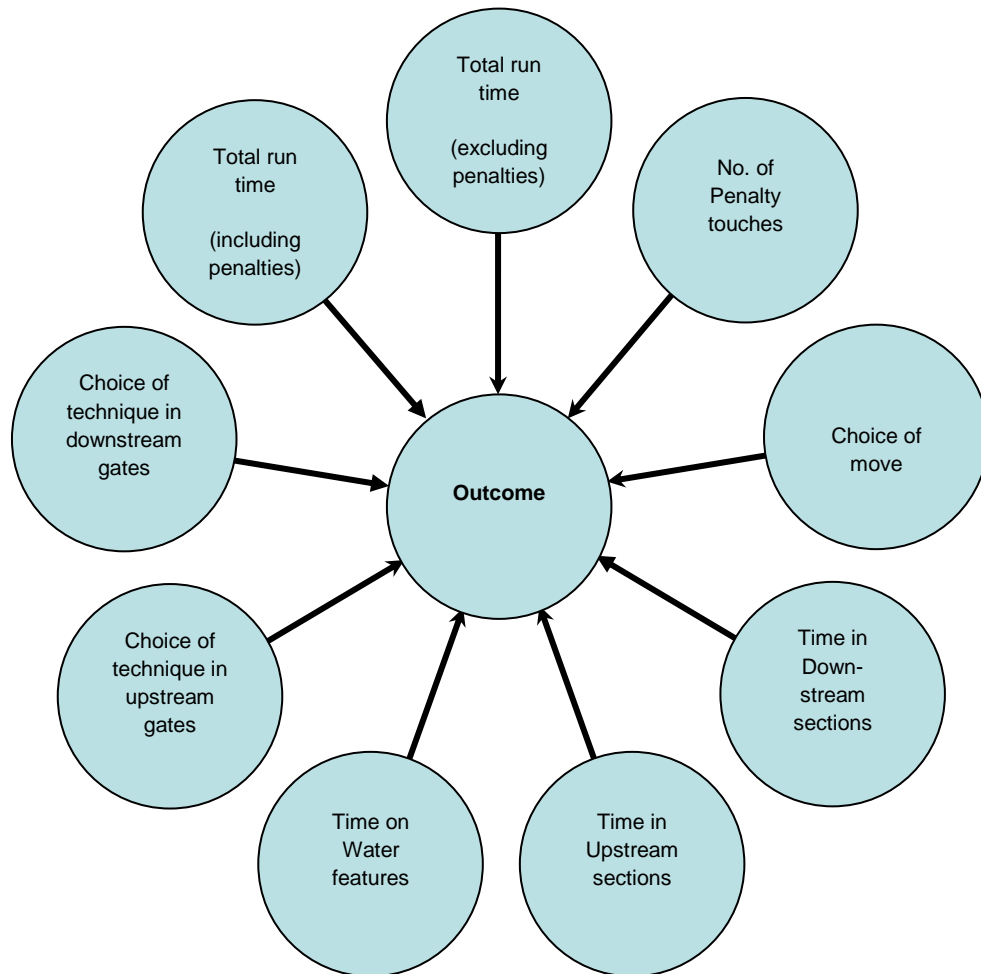 Total run
time
(excluding
penalties)
No. of
Penalty
touches
Choice of
move
Time in
Down-
stream
sections
Time in
Upstream
sections
Time on
Water
features
Choice of
technique in
upstream
gates
Choice of
technique in
downstream
gates
Total run
time
(including
penalties)
Outcome